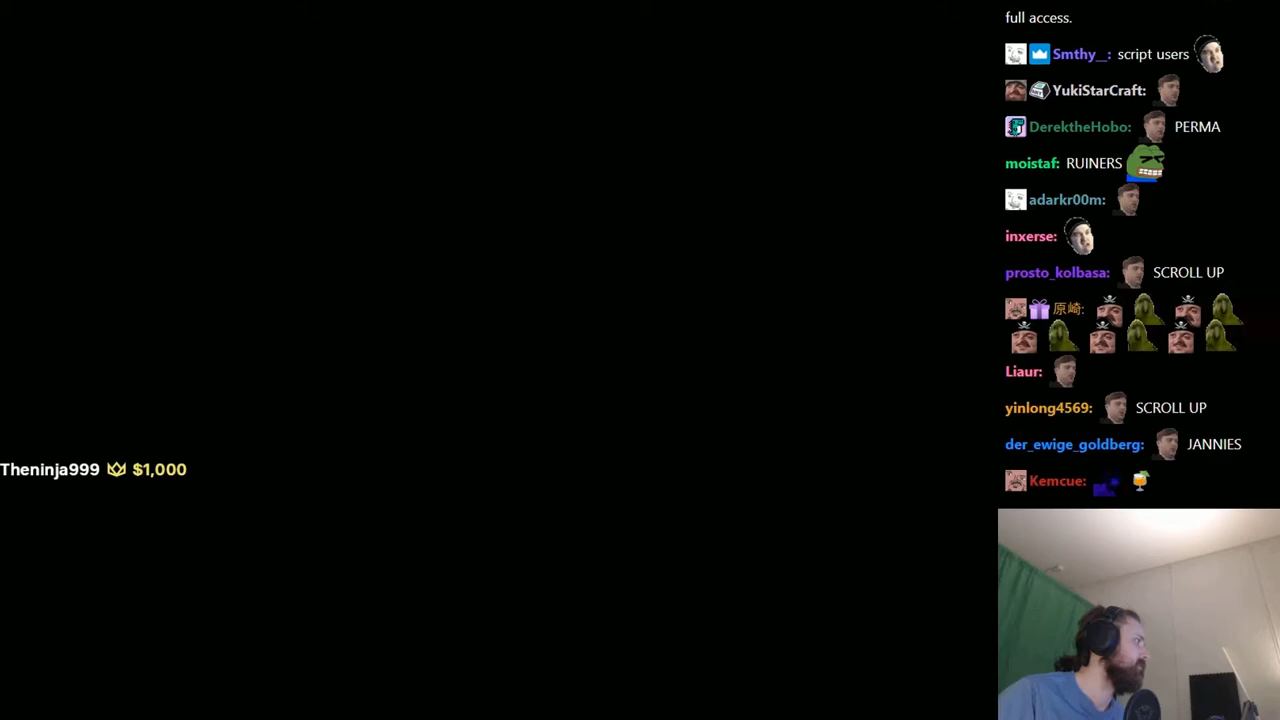 full access.
Smthy__: script users
YukiStarCraft:
DerektheHobo: PERMA
moistaf: RUINERS
adarkr00m:
inxerse:
prosto_kolbasa: SCROLL UP
原崎:
Liaur:
yinlong4569: SCROLL UP
der_ewige_goldberg: JANNIES
Theninja999 $1,000
Kemcue: